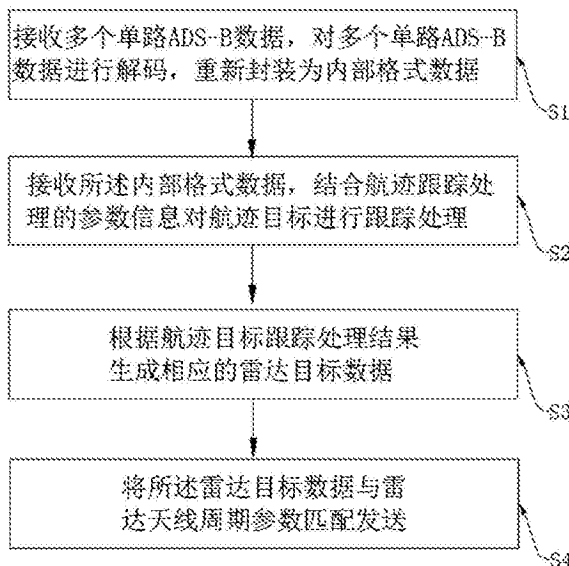 接收多个单路ADS-B数据，对多个单路ADS-B
数据进行解码，重新封装为内部格式数据
S1
接收所述内部格式数据，结合航迹跟踪处
理的参数信息对航迹目标进行跟踪处理
S2
根据航迹目标跟踪处理结果
生成相应的雷达目标数据
S3
将所述雷达目标数据与雷
达天线周期参数匹配发送
S4